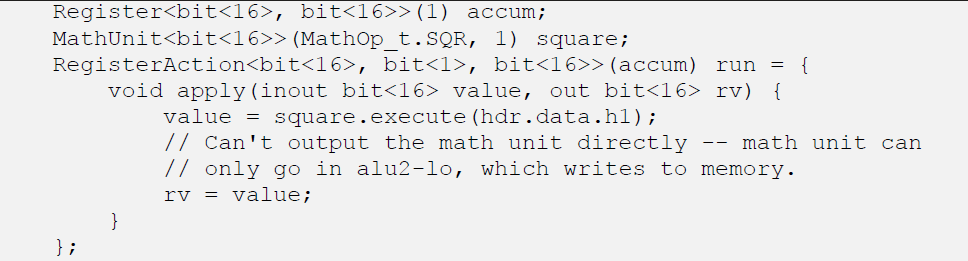 Register<bit<16>, bit<16>>(1) accum;
MathUnit<bit<16>>(MathOp_t.SQR, 1) square;
RegisterAction<bit<16>, bit<1>, bit<16>>(accum) run = {
void apply(inout bit<16> value, out bit<16> rv) {
value = square.execute(hdr.data.h1);
// Can't output the math unit directly -- math unit can
// only go in alu2-lo, which writes to memory.
rv = value;
}
};